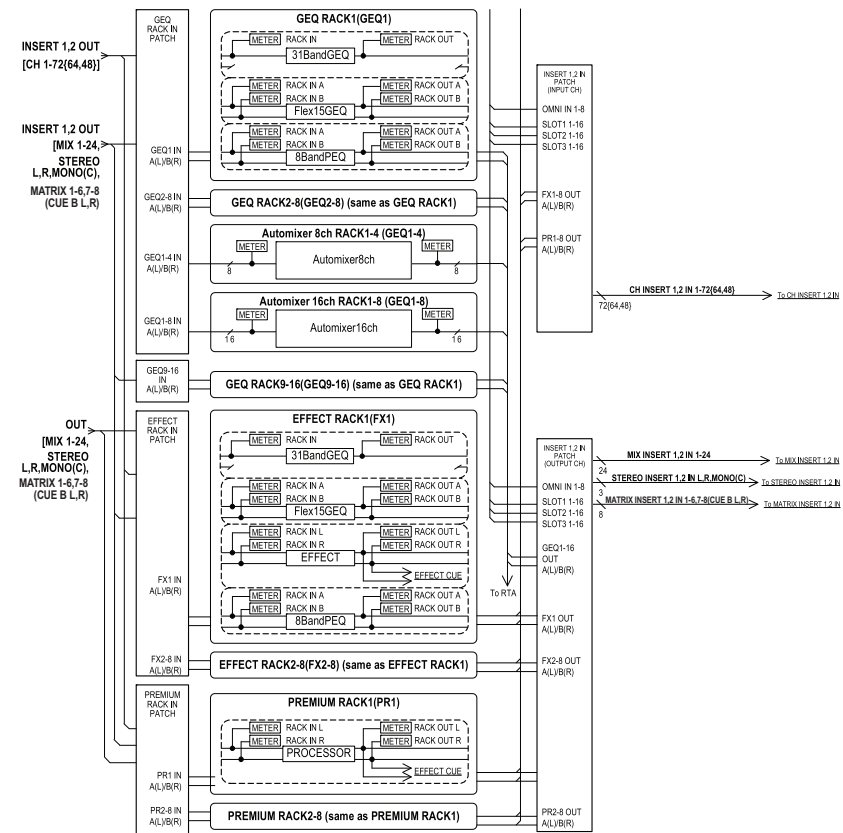 INSERT 1,2 OUT
[CH 1-72{64,48}]
INSERT 1,2 OUT
[MIX 1-24,
STEREO
L,R,MONO(C),
MATRIX 1-6,7-8
(CUE B L,R)
OUT
[MIX 1-24,
STEREO
L,R,MONO(C),
MATRIX 1-6,7-8
(CUE B L,R)
GEQ
RACK IN
PATCH
GEQ1 IN
A(L)/B(R)
GEQ2-8 IN
A(L)/B(R)
GEQ1-4 IN
A(L)/B(R)
GEQ1-8 IN
A(L)/B(R)
GEQ9-16
IN
A(L)/B(R)
EFFECT
RACK IN
PATCH
FX1 IN
A(L)/B(R)
FX2-8 IN
A(L)/B(R)
PREMIUM
RACK IN
PATCH
PR1 IN
A(L)/B(R)
PR2-8 IN
A(L)/B(R)
GEQ RACK1(GEQ1)
METER RACK IN METER RACK OUT
31BandGEQ
METER RACK IN A METER RACK OUT A
METER RACK IN B METER RACK OUT B
Flex15GEQ
METER RACK IN A METER RACK OUT A
METER RACK IN B METER RACK OUT B
8BandPEQ
GEQ RACK2-8(GEQ2-8) (same as GEQ RACK1)
Automixer 8ch RACK1-4 (GEQ1-4)
METER METER
Automixer8ch
8 8
Automixer 16ch RACK1-8 (GEQ1-8)
METER METER
Automixer16ch
16 16
GEQ RACK9-16(GEQ9-16) (same as GEQ RACK1)
EFFECT RACK1(FX1)
METER RACK IN METER RACK OUT
31BandGEQ
METER RACK IN A METER RACK OUT A
METER RACK IN B METER RACK OUT B
Flex15GEQ
METER RACK IN L METER RACK OUT L
METER RACK IN R METER RACK OUT R
EFFECT
EFFECT CUE
METER RACK IN A METER RACK OUT A
METER RACK IN B METER RACK OUT B
8BandPEQ
EFFECT RACK2-8(FX2-8) (same as EFFECT RACK1)
PREMIUM RACK1(PR1)
METER RACK IN L METER RACK OUT L
METER RACK IN R METER RACK OUT R
PROCESSOR
EFFECT CUE
PREMIUM RACK2-8 (same as PREMIUM RACK1)
To RTA
INSERT 1,2 IN
PATCH
(INPUT CH)
OMNI IN 1-8
SLOT1 1-16
SLOT2 1-16
SLOT3 1-16
FX1-8 OUT
A(L)/B(R)
PR1-8 OUT
A(L)/B(R)
CH INSERT 1,2 IN 1-72{64,48}
72{64,48}
To CH INSERT 1,2 IN
INSERT 1,2 IN
PATCH
(OUTPUT CH)
OMNI IN 1-8
SLOT1 1-16
SLOT2 1-16
SLOT3 1-16
GEQ1-16
OUT
A(L)/B(R)
FX1 OUT
A(L)/B(R)
FX2-8 OUT
A(L)/B(R)
PR2-8 OUT
A(L)/B(R)
MIX INSERT 1,2 IN 1-24
24
To MIX INSERT 1,2 IN
STEREO INSERT 1,2 IN L,R,MONO(C)
3
To STEREO INSERT 1,2 IN
MATRIX INSERT 1,2 IN 1-6,7-8(CUE B L,R)
8
To MATRIX INSERT 1,2 IN